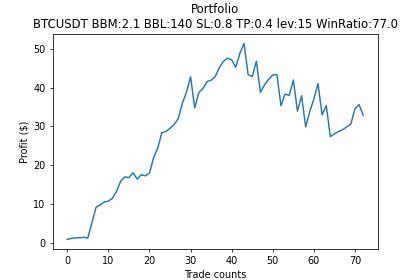 Portfolio
BTCUSDT BBM:2.1 BBL:140 SL:0.8 TP:0.4 lev:15 WinRatio:77.0
Profit ($)
50
40
30
20
10
0
0 10 20 30 40 50 60 70
Trade counts